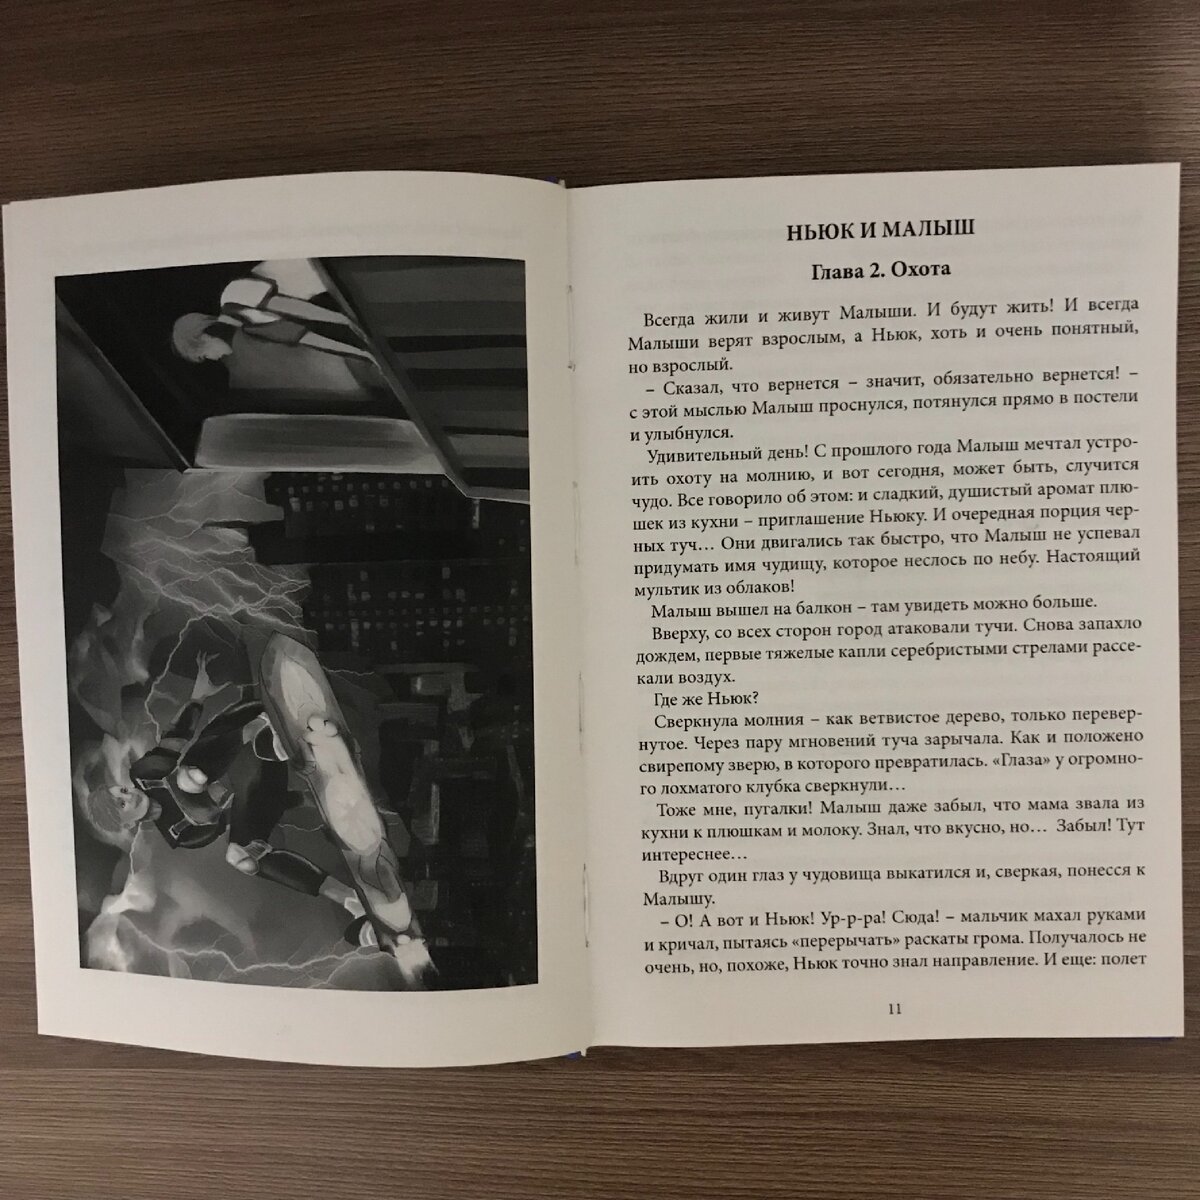 НЬЮК И МАЛЫШ
Глава 2. Охота
Всегда жили и живут Малыши. И будут жить! И всегда
Малыши верят взрослым, а Ньюк, хоть и очень понятный,
но взрослый.
– Сказал, что вернется – значит, обязательно вернется! –
с этой мыслью Малыш проснулся, потянулся прямо в постели
и улыбнулся.
Удивительный день! С прошлого года Малыш мечтал устро-
ить охоту на молнию, и вот сегодня, может быть, случится
чудо. Все говорило об этом: и сладкий, душистый аромат плю-
шек из кухни – приглашение Ньюку. И очередная порция чер-
ных туч… Они двигались так быстро, что Малыш не успевал
придумать имя чудищу, которое неслось по небу. Настоящий
мультик из облаков!
Малыш вышел на балкон – там увидеть можно больше.
Вверху, со всех сторон город атаковали тучи. Снова запахло
дождем, первые тяжелые капли серебристыми стрелами рассе-
кали воздух.
Где же Ньюк?
Сверкнула молния – как ветвистое дерево, только перевер-
нутое. Через пару мгновений туча зарычала. Как и положено
свирепому зверю, в которого превратилась. «Глаза» у огромно-
го лохматого клубка сверкнули…
Тоже мне, пугалки! Малыш даже забыл, что мама звала из
кухни к плюшкам и молоку. Знал, что вкусно, но… Забыл! Тут
интереснее…
Вдруг один глаз у чудовища выкатился и, сверкая, понесся к
Малышу.
– О! А вот и Ньюк! Ур-р-ра! Сюда! – мальчик махал руками
и кричал, пытаясь «перерычать» раскаты грома. Получалось не
очень, но, похоже, Ньюк точно знал направление. И еще: полет
11